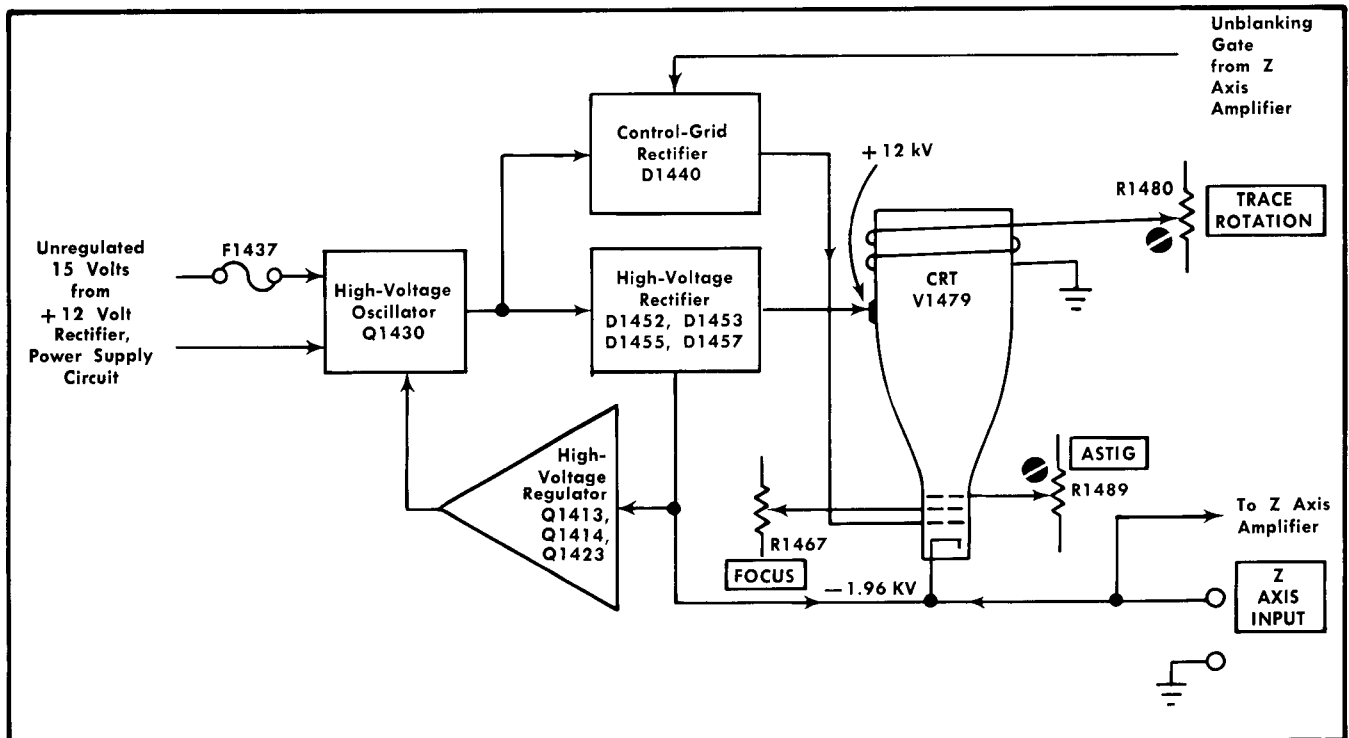 Unblanking
Gate
from Z
Axis
Amplifier
Control-Grid
Rectifier
D1440
+ 12 kV
R1480
TRACE
ROTATION
Unregulated
15 Volts
from
+ 12 Volt
Rectifier,
Power Supply
Circuit
F1437
High-Voltage
Oscillator
Q1430
High-Voltage
Rectifier
D1452, D1453
D1455, D1457
CRT
V1479
High-
Voltage
Regulator
Q1413,
Q1414,
Q1423
ASTIG
R1489
R1467
FOCUS
— 1.96 KV
To Z Axis
Amplifier
Z
AXIS
INPUT